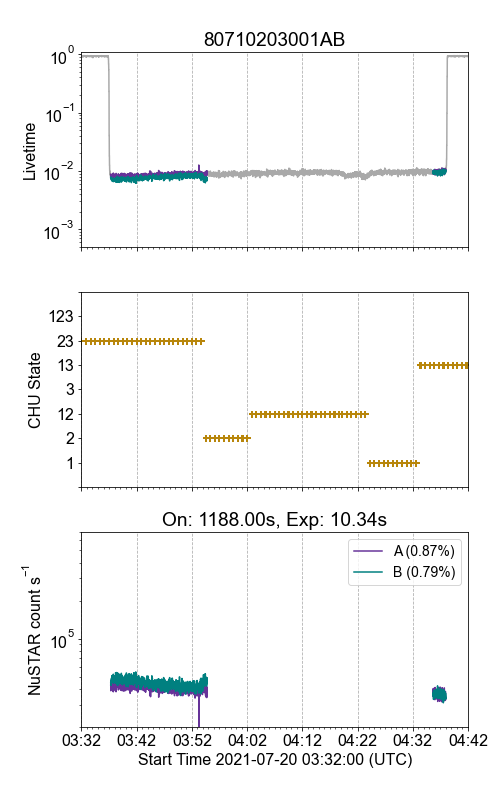 80710203001AB
Livetime
10^0
10^-1
10^-2
10^-3
CHU State
123
23
13
3
12
2
1
On: 1188.00s, Exp: 10.34s
NuSTAR count s^-1
10^5
A (0.87%)
B (0.79%)
03:32 03:42 03:52 04:02 04:12 04:22 04:32 04:42
Start Time 2021-07-20 03:32:00 (UTC)